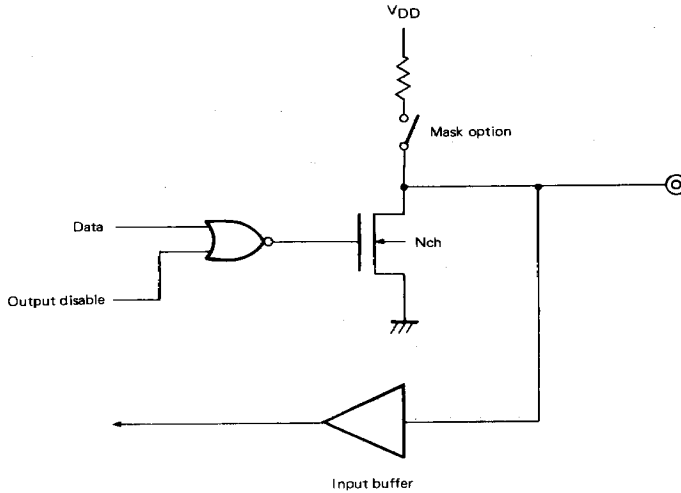 VDD
Mask option
Data
Nch
Output disable
Input buffer